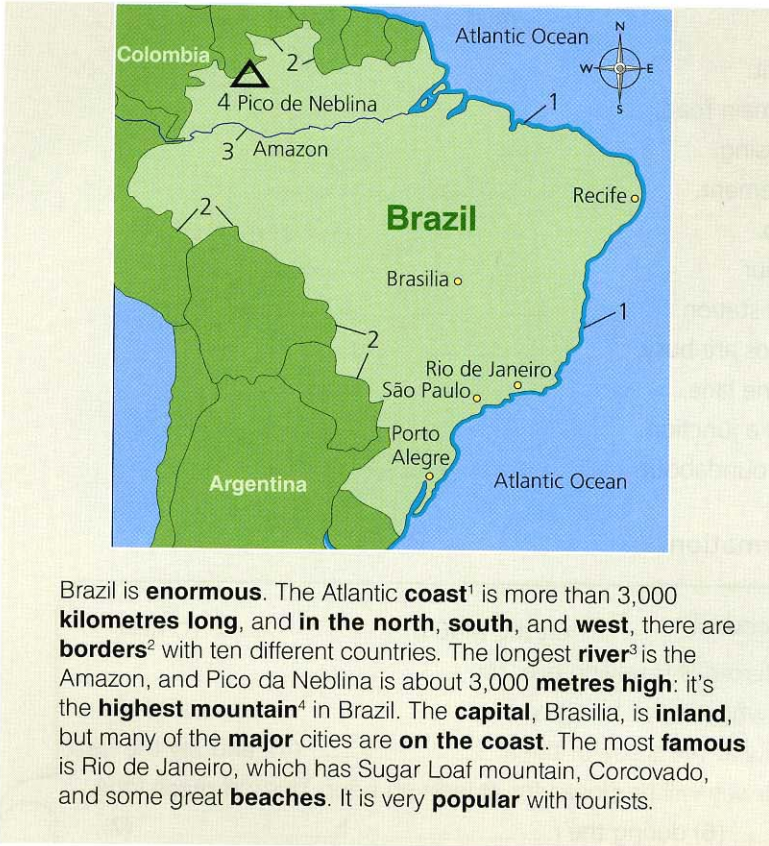 Colombia
Atlantic Ocean
N
W
E
S
2
4 Pico de Neblina
1
3
Amazon
2
Recife
Brazil
Brasilia
1
2
Rio de Janeiro
São Paulo
Porto
Alegre
Argentina
Atlantic Ocean
Brazil is enormous. The Atlantic coast¹ is more than 3,000
kilometres long, and in the north, south, and west, there are
borders² with ten different countries. The longest river³ is the
Amazon, and Pico da Neblina is about 3,000 metres high: it's
the highest mountain⁴ in Brazil. The capital, Brasilia, is inland,
but many of the major cities are on the coast. The most famous
is Rio de Janeiro, which has Sugar Loaf mountain, Corcovado,
and some great beaches. It is very popular with tourists.